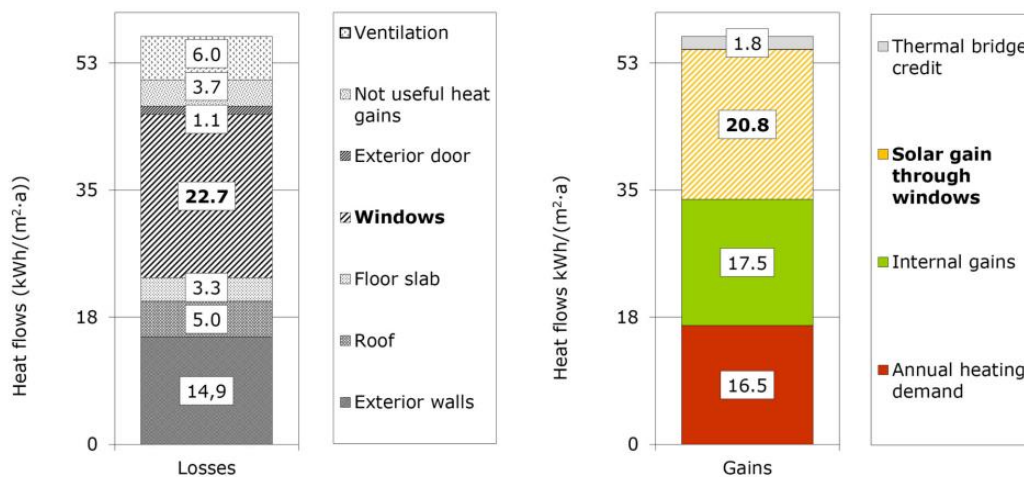 Heat flows (kWh/(m²·a))
53
35
18
0
6.0
3.7
1.1
22.7
3.3
5.0
14,9
Losses
Ventilation
Not useful heat
gains
Exterior door
Windows
Floor slab
Roof
Exterior walls
Heat flows kWh/(m²·a)
53
35
18
0
1.8
20.8
17.5
16.5
Gains
Thermal bridge
credit
Solar gain
through
windows
Internal gains
Annual heating
demand